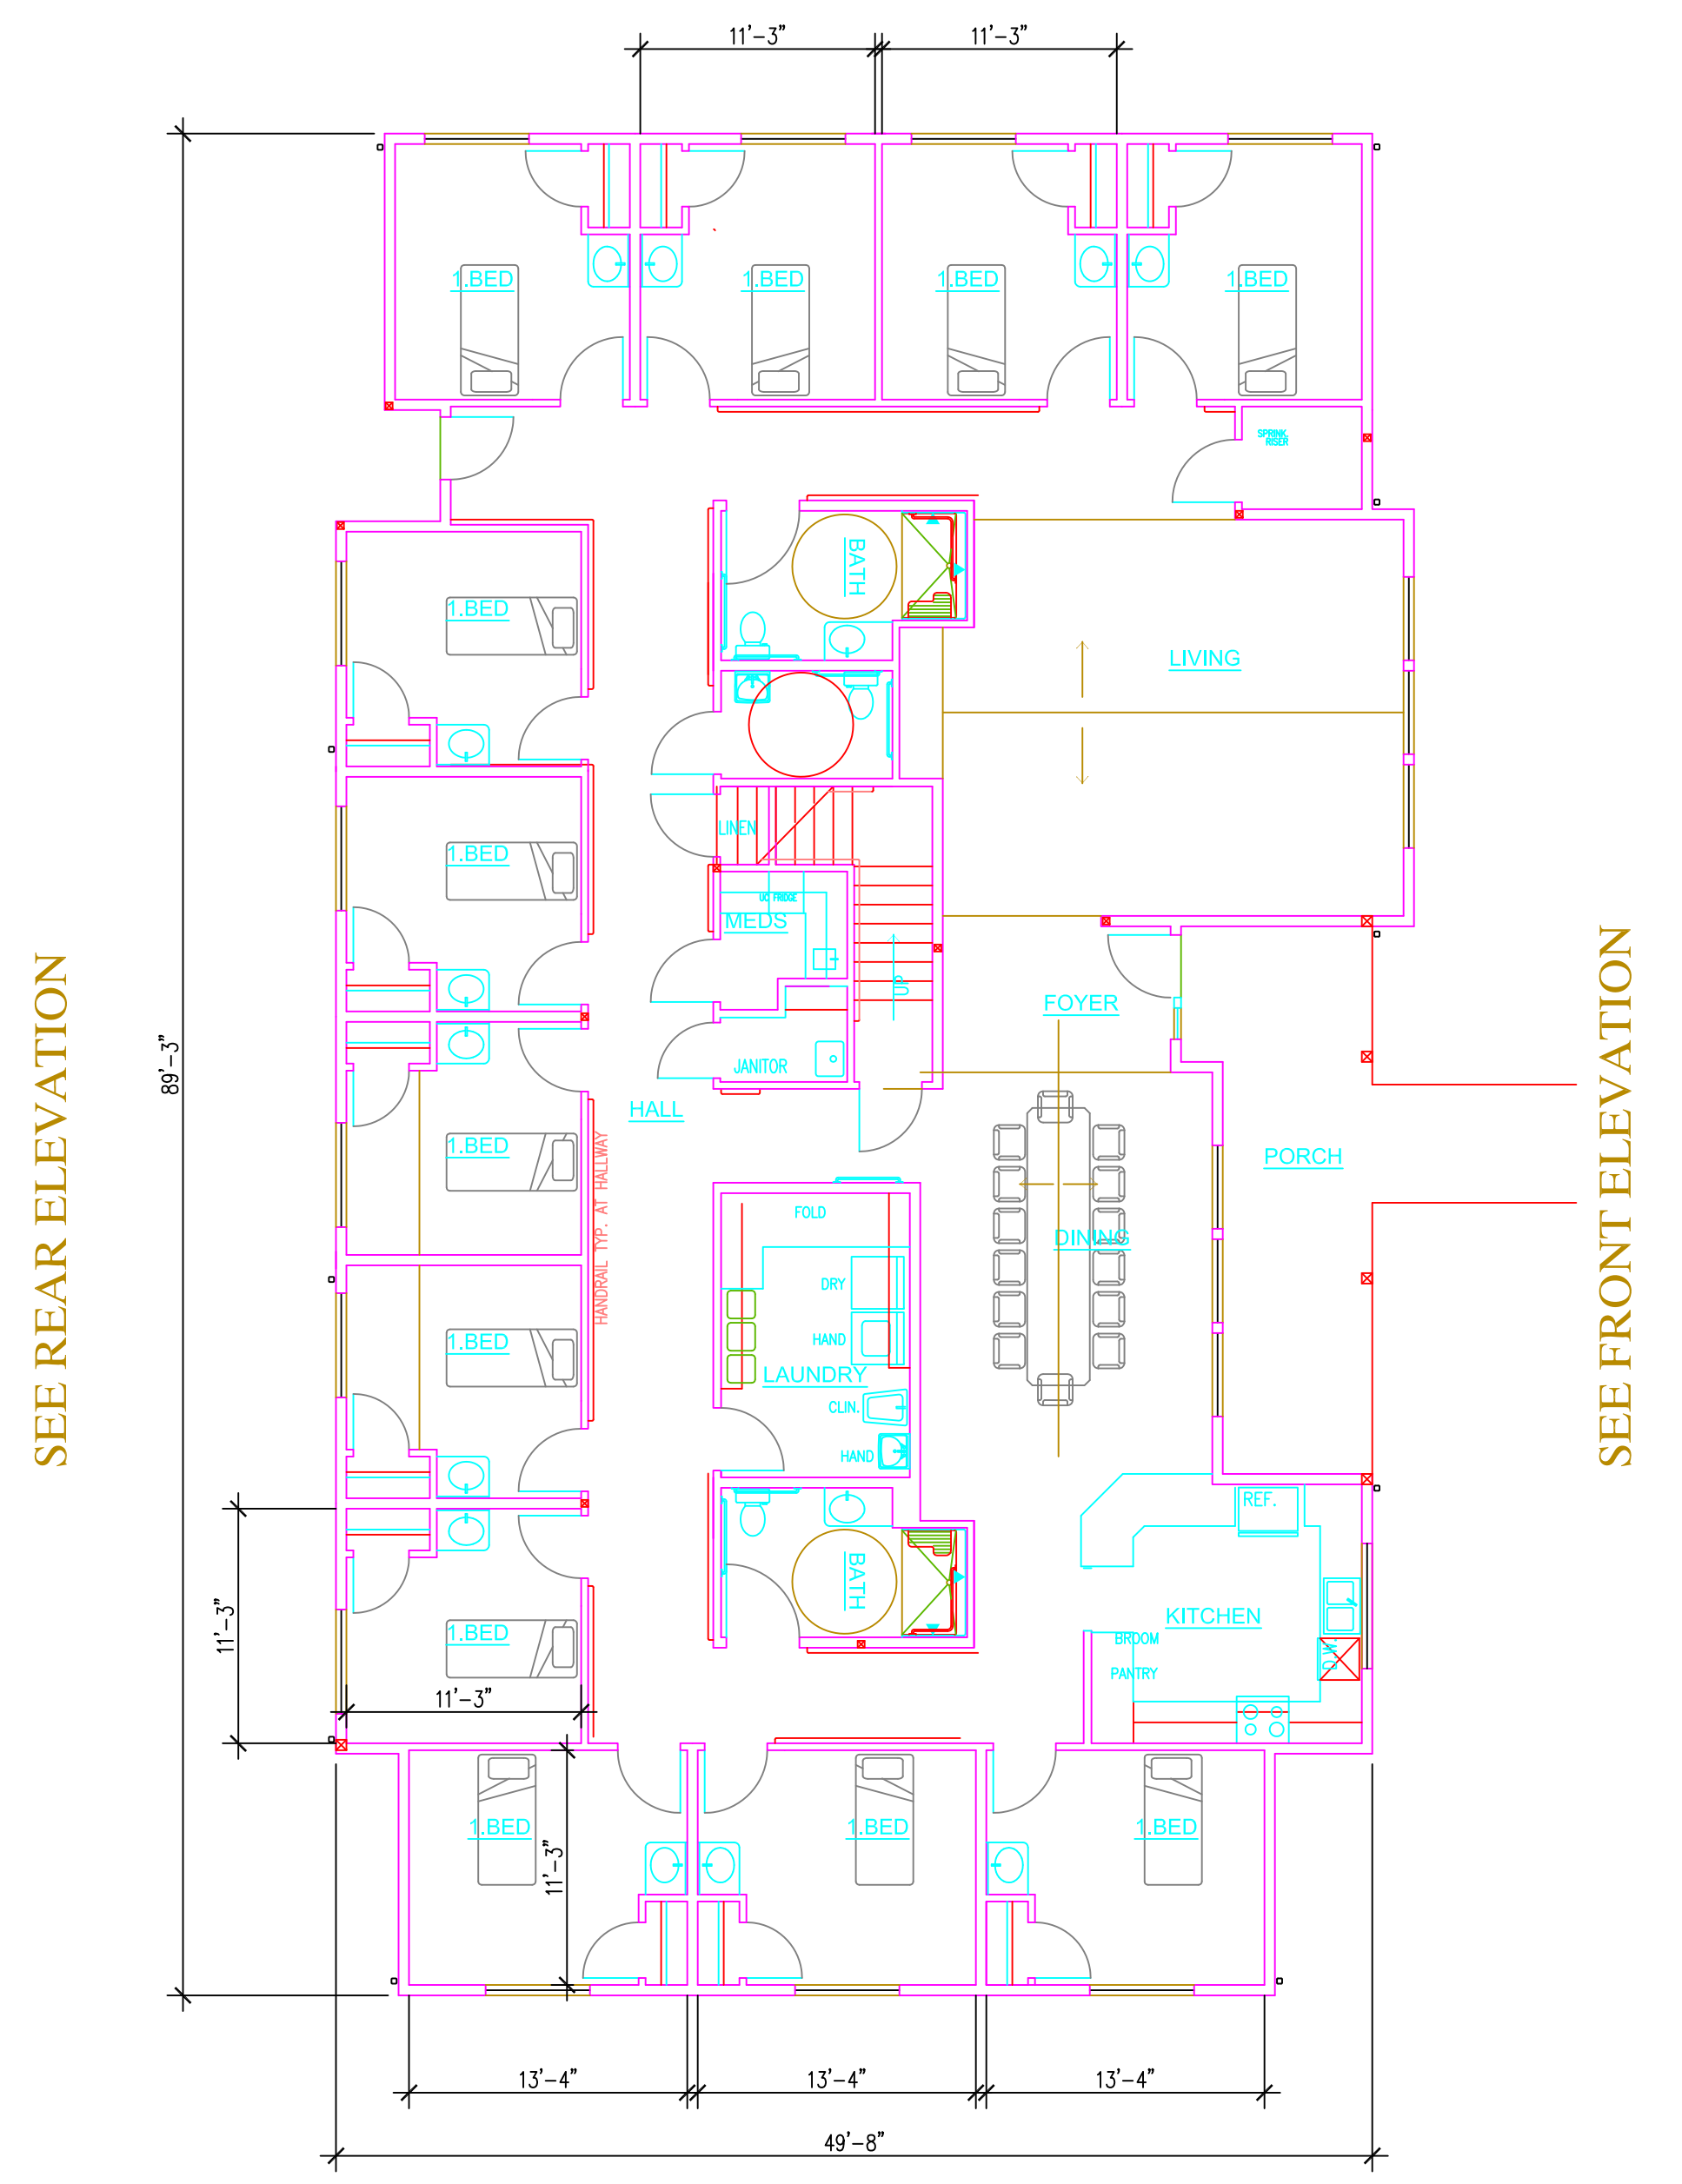 11'-3"
11'-3"
1.BED
1.BED
1.BED
1.BED
SPRINK.
RISER
BATH
1.BED
LIVING
LINEN
1.BED
UC FRIDGE
MEDS
UP
FOYER
JANITOR
HALL
SEE REAR ELEVATION
89'-3"
1.BED
HANDRAIL TYP. AT HALLWAY
PORCH
SEE FRONT ELEVATION
FOLD
DINING
DRY
HAND
1.BED
LAUNDRY
CLIN.
HAND
REF.
BATH
11'-3"
1.BED
KITCHEN
BROOM
PANTRY
D.W.
11'-3"
1.BED
1.BED
1.BED
11'-3"
13'-4"
13'-4"
13'-4"
49'-8"